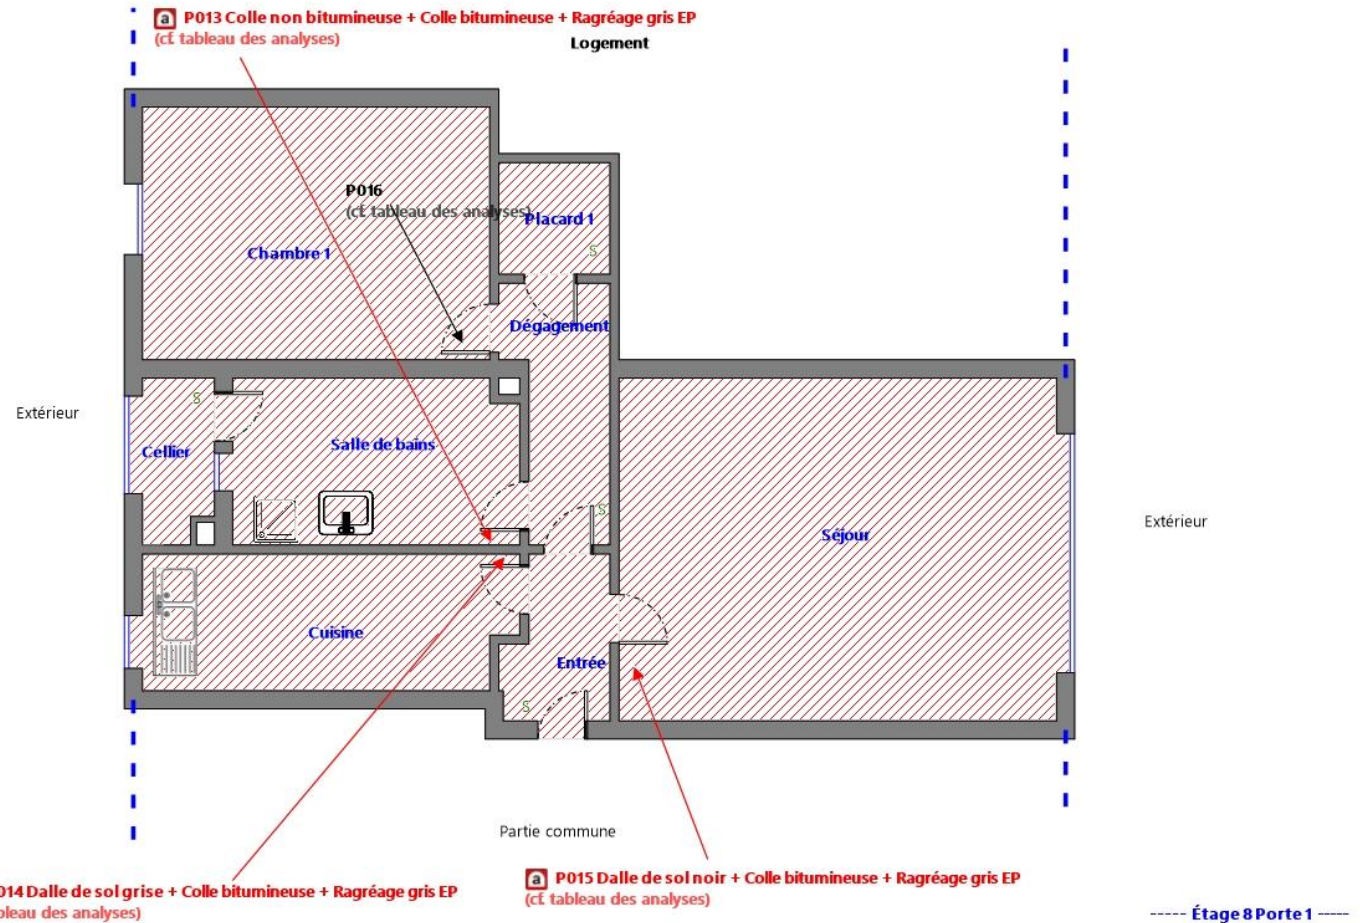 a P013 Colle non bitumineuse + Colle bitumineuse + Ragréage gris EP
(cf. tableau des analyses)
Logement
P016
(cf. tableau des analyses)
Placard 1
S
Chambre 1
Dégagement
Extérieur
S
Cellier
Salle de bains
S
Extérieur
Séjour
Cuisine
Entrée
S
Partie commune
014 Dalle de sol grise + Colle bitumineuse + Ragréage gris EP
bleau des analyses)
a P015 Dalle de sol noir + Colle bitumineuse + Ragréage gris EP
(cf. tableau des analyses)
----- Étage 8 Porte 1 -----